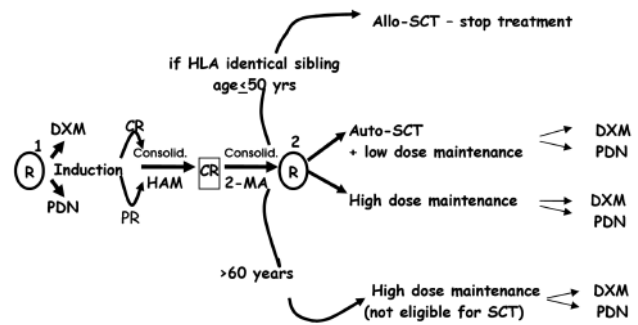 Allo-SCT – stop treatment
if HLA identical sibling
age≤50 yrs
1
R
DXM
PDN
Induction
CR
PR
Consolid.
HAM
CR
Consolid.
2-MA
2
R
Auto-SCT
+ low dose maintenance
DXM
PDN
High dose maintenance
DXM
PDN
>60 years
High dose maintenance
(not eligible for SCT)
DXM
PDN